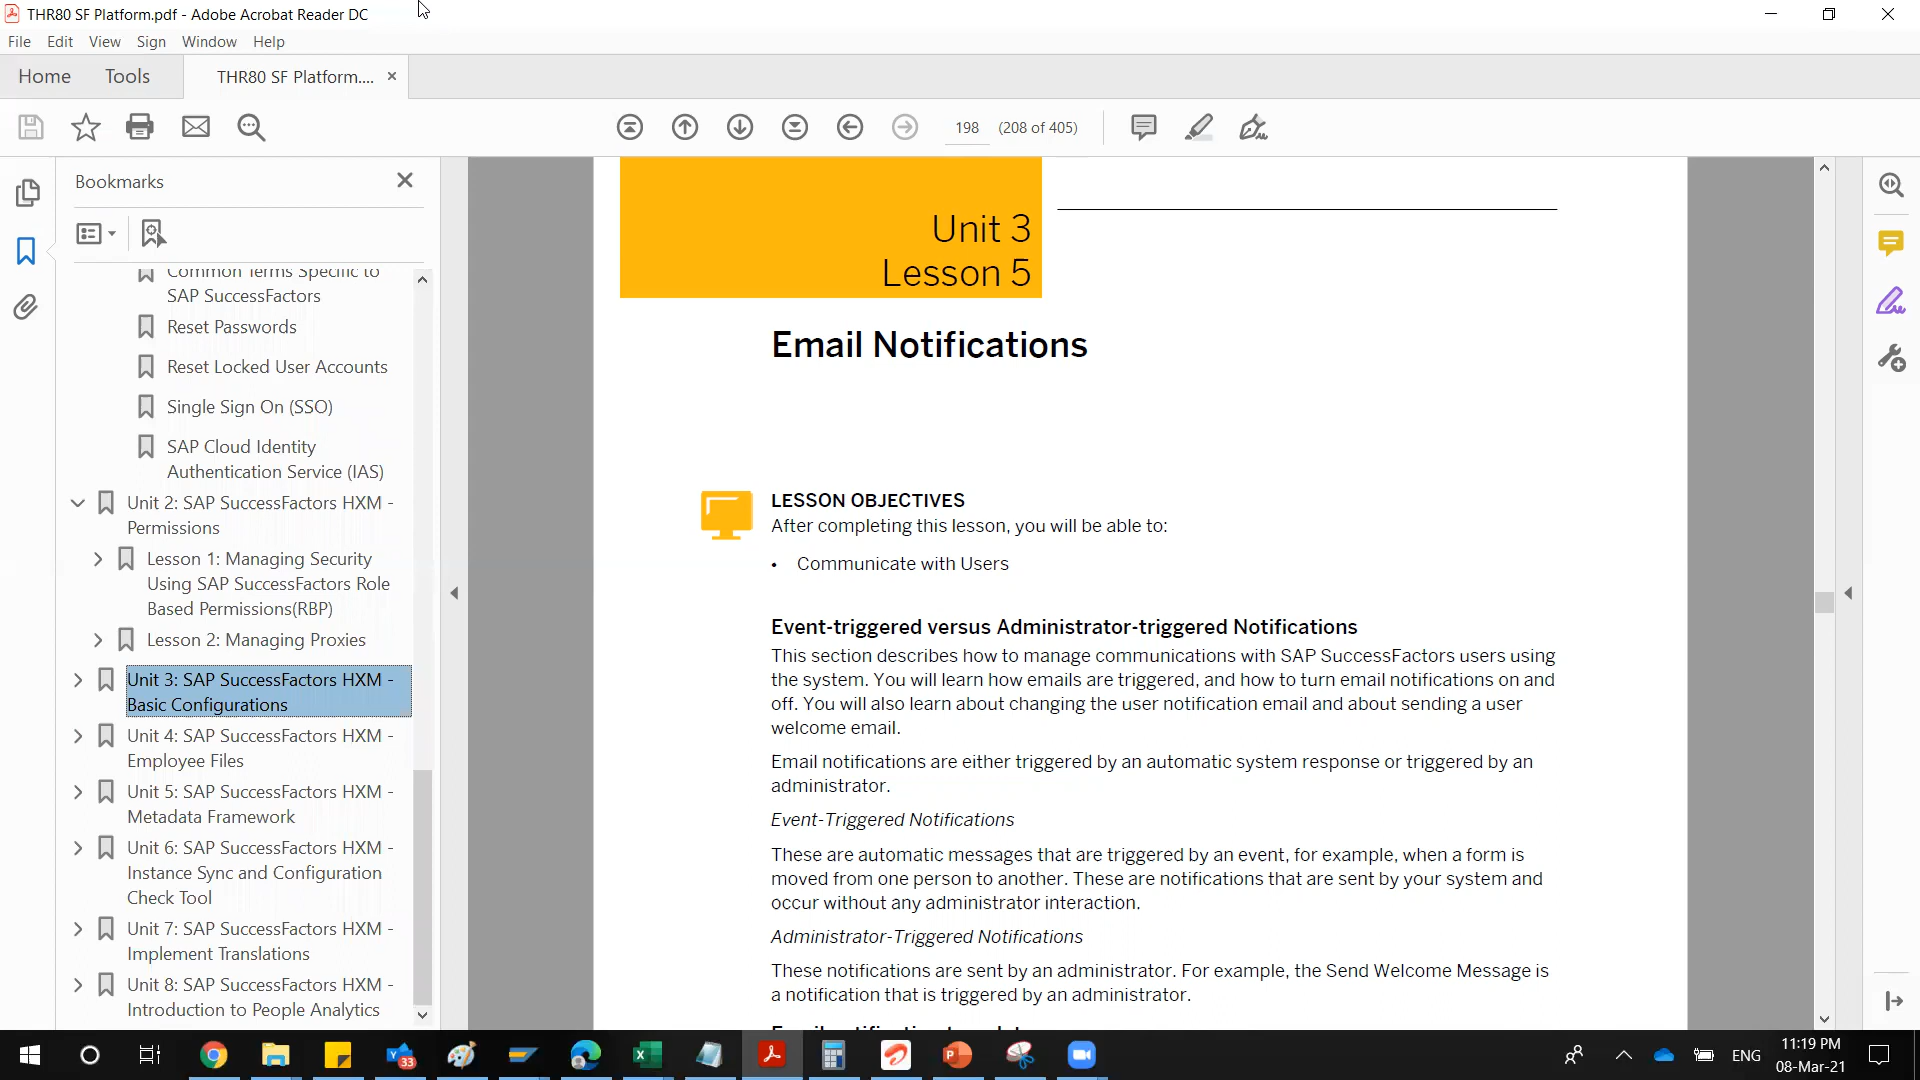 THR80 SF Platform.pdf - Adobe Acrobat Reader DC
File Edit View Sign Window Help
Home Tools THR80 SF Platform....
198 (208 of 405)
Bookmarks
Common Terms Specific to
SAP SuccessFactors
Reset Passwords
Reset Locked User Accounts
Single Sign On (SSO)
SAP Cloud Identity
Authentication Service (IAS)
Unit 2: SAP SuccessFactors HXM -
Permissions
Lesson 1: Managing Security
Using SAP SuccessFactors Role
Based Permissions(RBP)
Lesson 2: Managing Proxies
Unit 3: SAP SuccessFactors HXM -
Basic Configurations
Unit 4: SAP SuccessFactors HXM -
Employee Files
Unit 5: SAP SuccessFactors HXM -
Metadata Framework
Unit 6: SAP SuccessFactors HXM -
Instance Sync and Configuration
Check Tool
Unit 7: SAP SuccessFactors HXM -
Implement Translations
Unit 8: SAP SuccessFactors HXM -
Introduction to People Analytics
Unit 3
Lesson 5
Email Notifications
LESSON OBJECTIVES
After completing this lesson, you will be able to:
• Communicate with Users
Event-triggered versus Administrator-triggered Notifications
This section describes how to manage communications with SAP SuccessFactors users using
the system. You will learn how emails are triggered, and how to turn email notifications on and
off. You will also learn about changing the user notification email and about sending a user
welcome email.
Email notifications are either triggered by an automatic system response or triggered by an
administrator.
Event-Triggered Notifications
These are automatic messages that are triggered by an event, for example, when a form is
moved from one person to another. These are notifications that are sent by your system and
occur without any administrator interaction.
Administrator-Triggered Notifications
These notifications are sent by an administrator. For example, the Send Welcome Message is
a notification that is triggered by an administrator.
33
ENG
11:19 PM
08-Mar-21